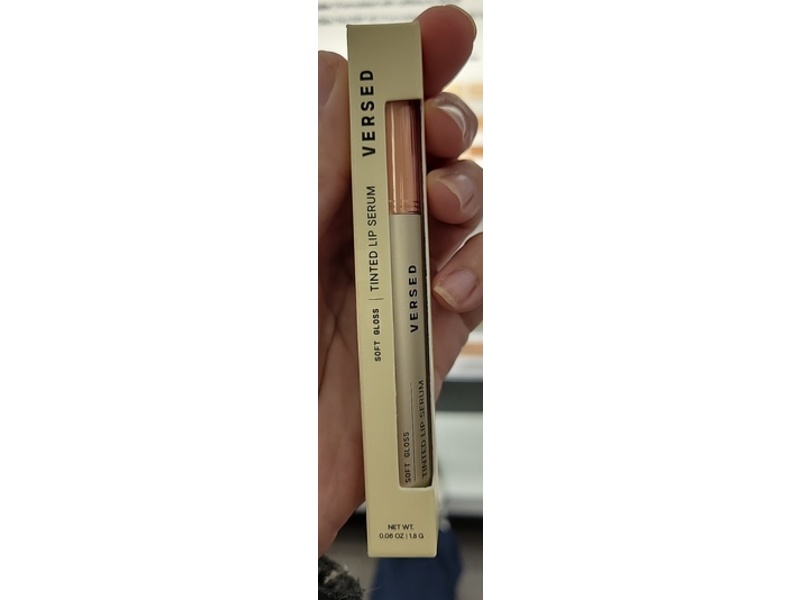 VERSED
SOFT GLOSS | TINTED LIP SERUM
VERSED
SOFT GLOSS
TINTED LIP SERUM
NET WT.
0.06 OZ | 1.8 G